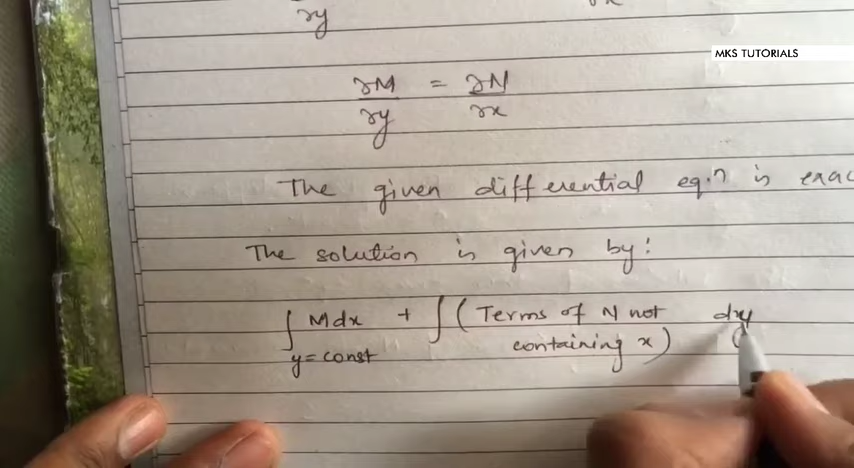 ∂y
∂x
MKS TUTORIALS
∂M = ∂N
∂y ∂x
The given differential eq.n is exac
The solution is given by:
∫ Mdx + ∫ ( Terms of N not dy
y = const containing x )